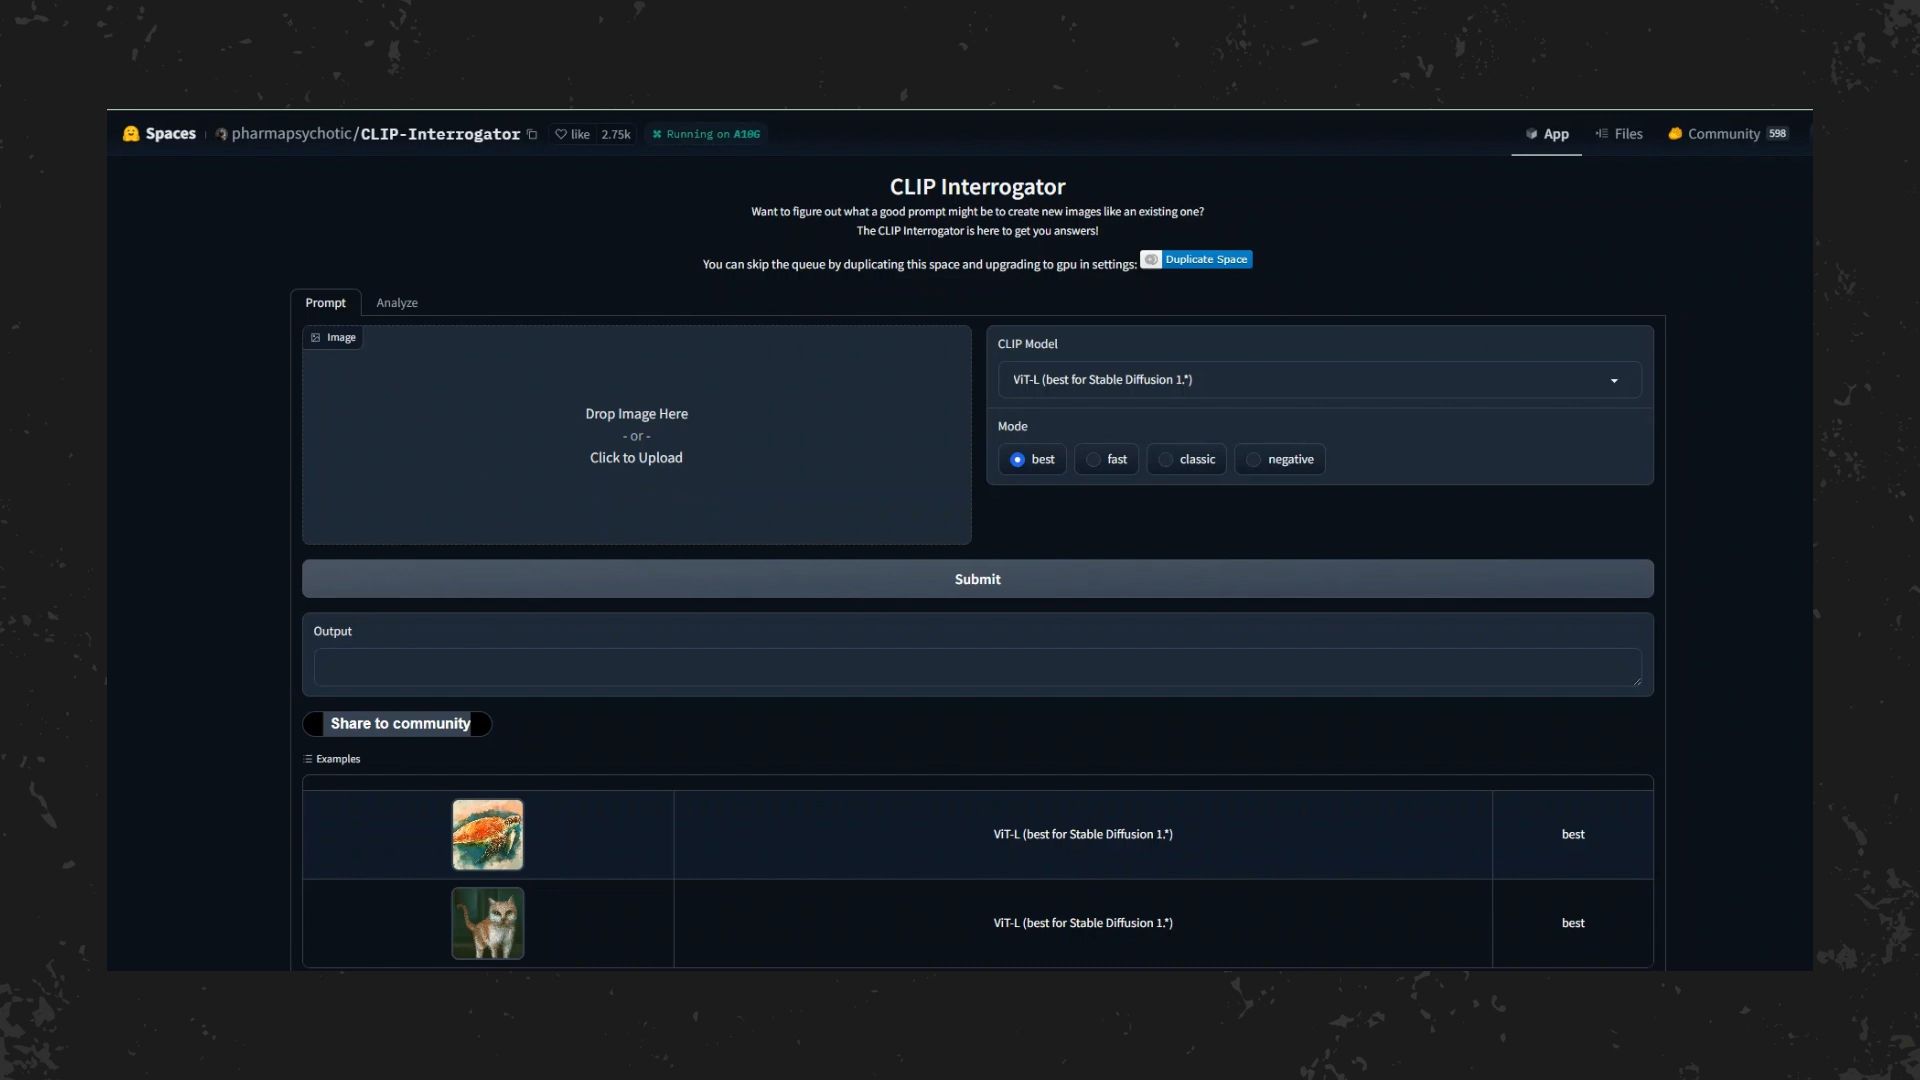 Spaces
pharmapsychotic/CLIP-Interrogator
like 2.75k
Running on A10G
App
Files
Community 598
CLIP Interrogator
Want to figure out what a good prompt might be to create new images like an existing one?
The CLIP Interrogator is here to get you answers!
You can skip the queue by duplicating this space and upgrading to gpu in settings: Duplicate Space
Prompt
Analyze
Image
Drop Image Here
- or -
Click to Upload
CLIP Model
ViT-L (best for Stable Diffusion 1.*)
Mode
best
fast
classic
negative
Submit
Output
Share to community
Examples
ViT-L (best for Stable Diffusion 1.*)
best
ViT-L (best for Stable Diffusion 1.*)
best